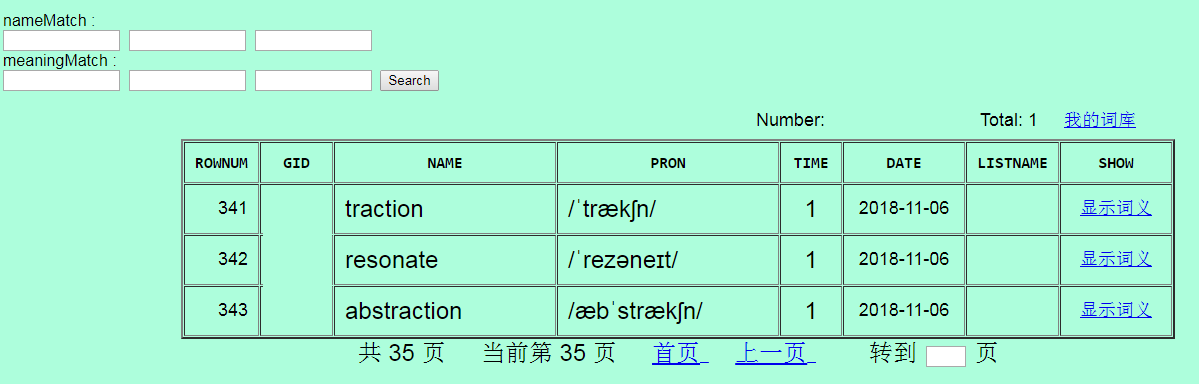 nameMatch :
meaningMatch :
Search
Number: Total: 1 我的词库
ROWNUM GID NAME PRON TIME DATE LISTNAME SHOW
341 traction /ˈtrækʃn/ 1 2018-11-06 显示词义
342 resonate /ˈrezəneɪt/ 1 2018-11-06 显示词义
343 abstraction /æbˈstrækʃn/ 1 2018-11-06 显示词义
共 35 页 当前第 35 页 首页 上一页 转到 页